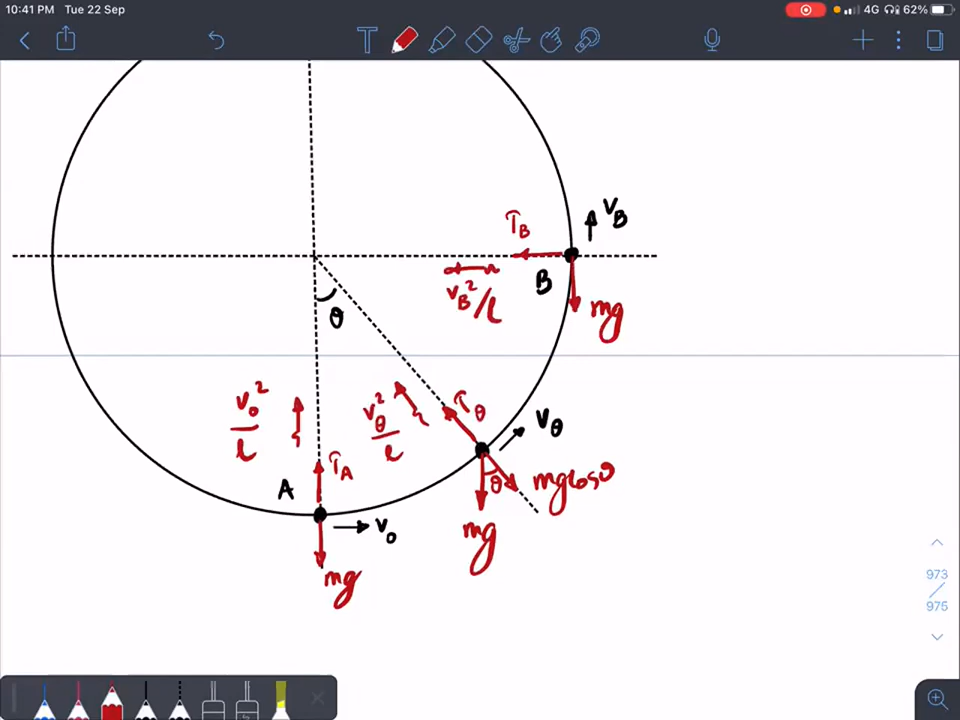 10:41 PM Tue 22 Sep
4G 62%
T
V_B
T_B
B
v_B²/l
mg
θ
v_0²/l
v_θ²/l
T_θ
V_θ
T_A
A
θ
mgcosθ
v_0
mg
mg
973
/
975